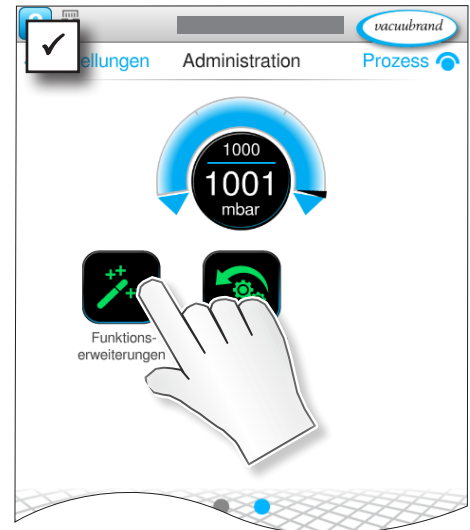 vacuubrand
ellungen Administration Prozess
1000
1001
mbar
Funktions-
erweiterungen